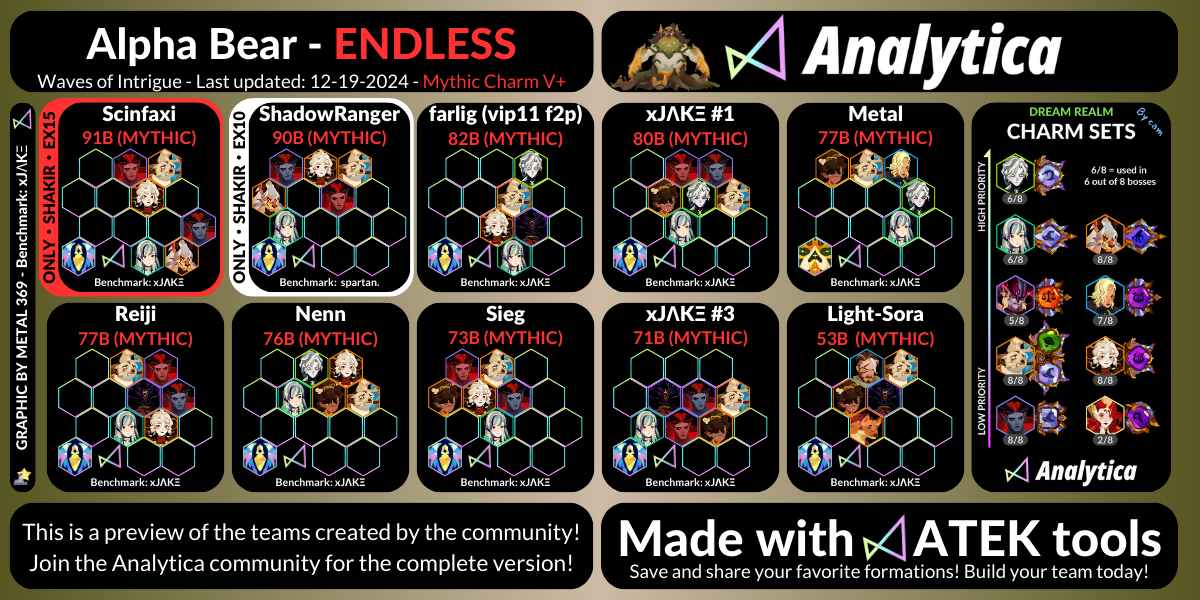 Alpha Bear - ENDLESS
Waves of Intrigue - Last updated: 12-19-2024 - Mythic Charm V+
Analytica
GRAPHIC BY METAL 369 - Benchmark: xJΛKΞ
ONLY • SHAKIR • EX15
Scinfaxi
91B (MYTHIC)
Benchmark: xJΛKΞ
ONLY • SHAKIR • EX10
ShadowRanger
90B (MYTHIC)
Benchmark: spartan.
farlig (vip11 f2p)
82B (MYTHIC)
Benchmark: xJΛKΞ
xJΛKΞ #1
80B (MYTHIC)
Benchmark: xJΛKΞ
Metal
77B (MYTHIC)
Benchmark: xJΛKΞ
Reiji
77B (MYTHIC)
Benchmark: xJΛKΞ
Nenn
76B (MYTHIC)
Benchmark: xJΛKΞ
Sieg
73B (MYTHIC)
Benchmark: xJΛKΞ
xJΛKΞ #3
71B (MYTHIC)
Benchmark: xJΛKΞ
Light-Sora
53B (MYTHIC)
Benchmark: xJΛKΞ
DREAM REALM
CHARM SETS
By cam
HIGH PRIORITY
LOW PRIORITY
6/8 = used in
6 out of 8 bosses
6/8
6/8
8/8
5/8
7/8
8/8
8/8
8/8
2/8
Analytica
This is a preview of the teams created by the community!
Join the Analytica community for the complete version!
Made with ATEK tools
Save and share your favorite formations! Build your team today!